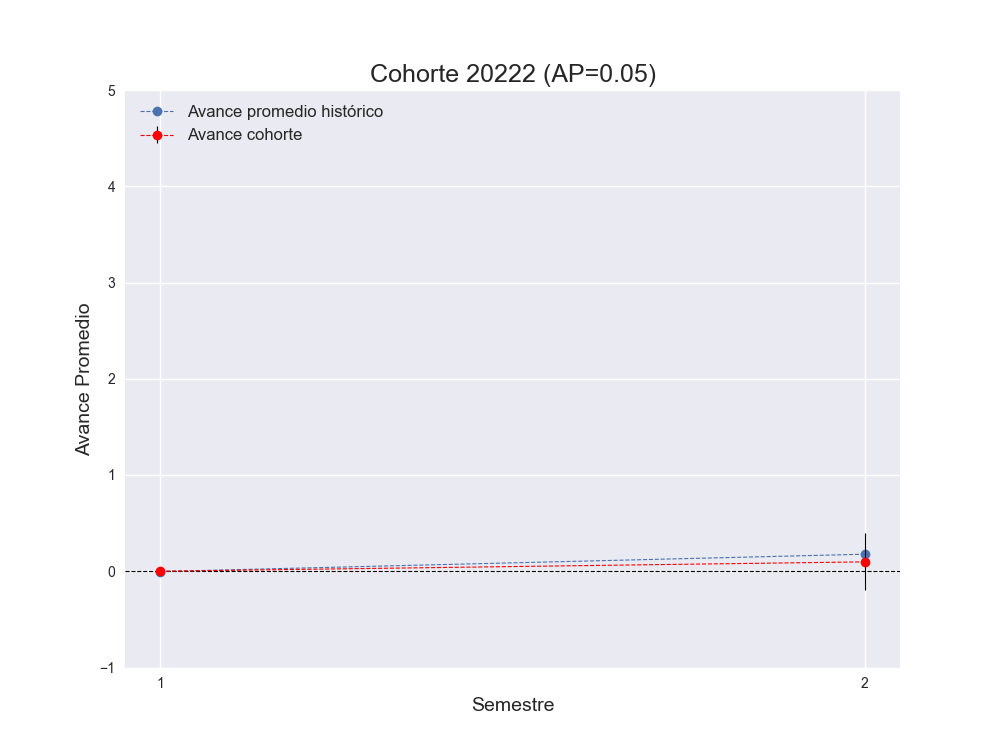 Cohorte 20222 (AP=0.05)
Avance promedio histórico
Avance cohorte
5
4
3
2
1
0
−1
Avance Promedio
1 2
Semestre